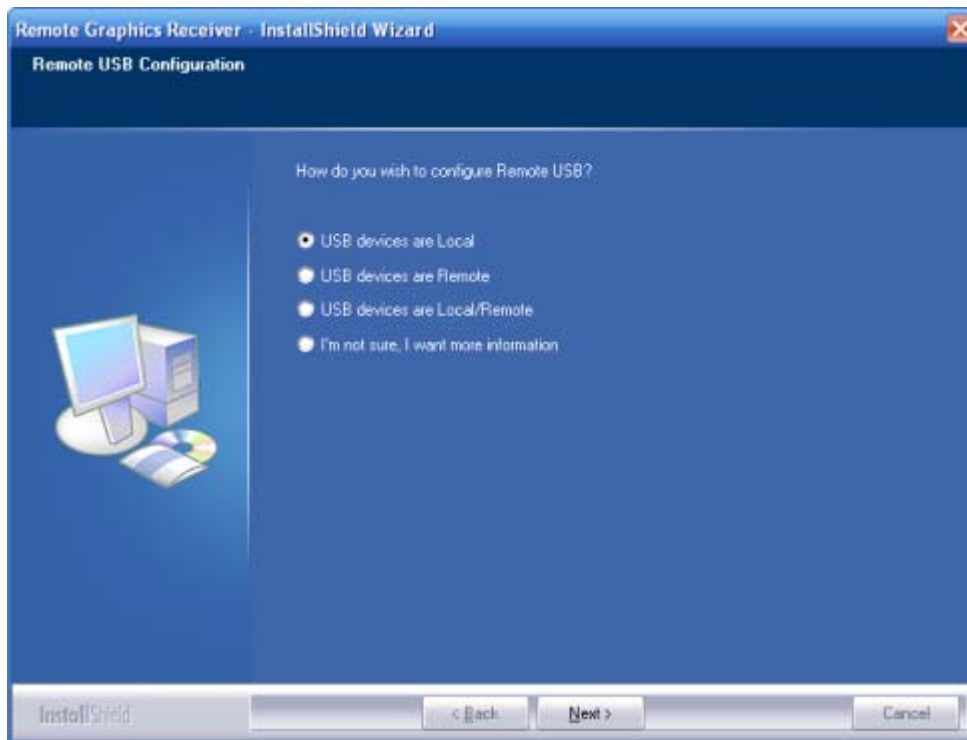 Remote Graphics Receiver - InstallShield Wizard
Remote USB Configuration
How do you wish to configure Remote USB?
USB devices are Local
USB devices are Remote
USB devices are Local/Remote
I'm not sure, I want more information
InstallShield
< Back
Next >
Cancel